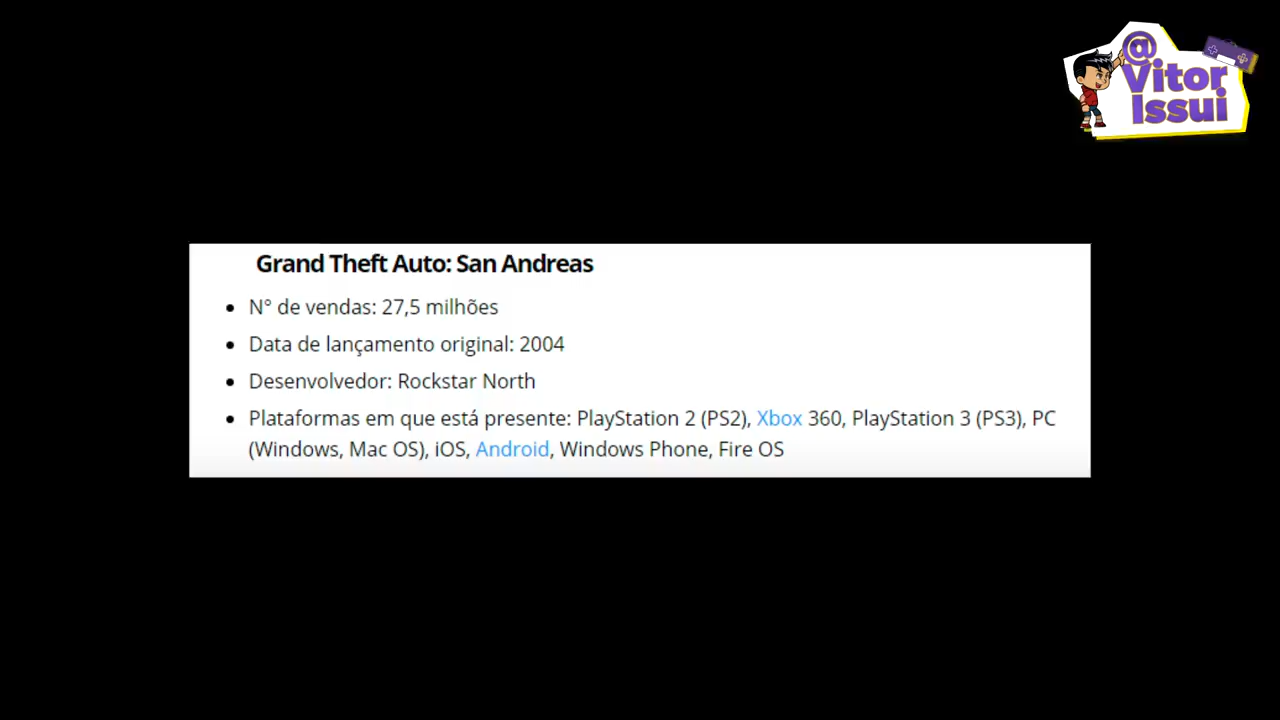 @
Vitor
Issui
Grand Theft Auto: San Andreas
N° de vendas: 27,5 milhões
Data de lançamento original: 2004
Desenvolvedor: Rockstar North
Plataformas em que está presente: PlayStation 2 (PS2), Xbox 360, PlayStation 3 (PS3), PC
(Windows, Mac OS), iOS, Android, Windows Phone, Fire OS